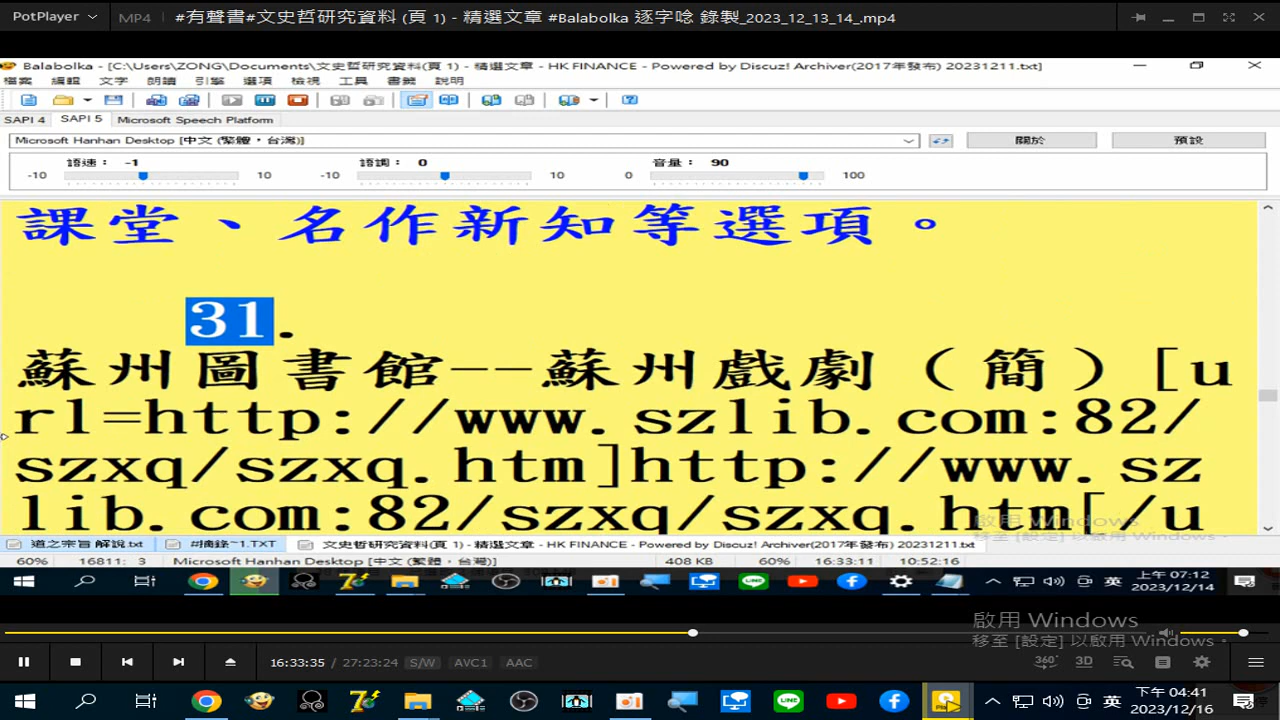 PotPlayer MP4 #有聲書#文史哲研究資料 (頁 1) - 精選文章 #Balabolka 逐字唸 錄製_2023_12_13_14_.mp4
Balabolka - [C:\Users\ZONG\Documents\文史哲研究資料(頁 1) - 精選文章 - HK FINANCE - Powered by Discuz! Archiver(2017年發布) 20231211.txt]
檔案 編輯 文字 朗讀 引擎 選項 檢視 工具 書籤 說明
SAPI 4 SAPI 5 Microsoft Speech Platform
Microsoft Hanhan Desktop [中文 (繁體，台灣)] 關於 預設
語速： -1 語調： 0 音量： 90
-10 10 -10 10 0 100
課堂、名作新知等選項。
31.
蘇州圖書館--蘇州戲劇（簡）[u
rl=http://www.szlib.com:82/
szxq/szxq.htm]http://www.sz
lib.com:82/szxq/szxq.htm[/u
啟用 Windows
移至 [設定] 以啟用 Windows。
道之宗旨 解說.txt #摘錄~1.TXT 文史哲研究資料(頁 1) - 精選文章 - HK FINANCE - Powered by Discuz! Archiver(2017年發布) 20231211.txt
60% 16811: 3 Microsoft Hanhan Desktop [中文 (繁體，台灣)] 408 KB 60% 16:33:11 10:52:16
英 上午 07:12
2023/12/14
啟用 Windows
移至 [設定] 以啟用 Windows。
16:33:35 / 27:23:24 S/W AVC1 AAC 360° 3D
英 下午 04:41
2023/12/16